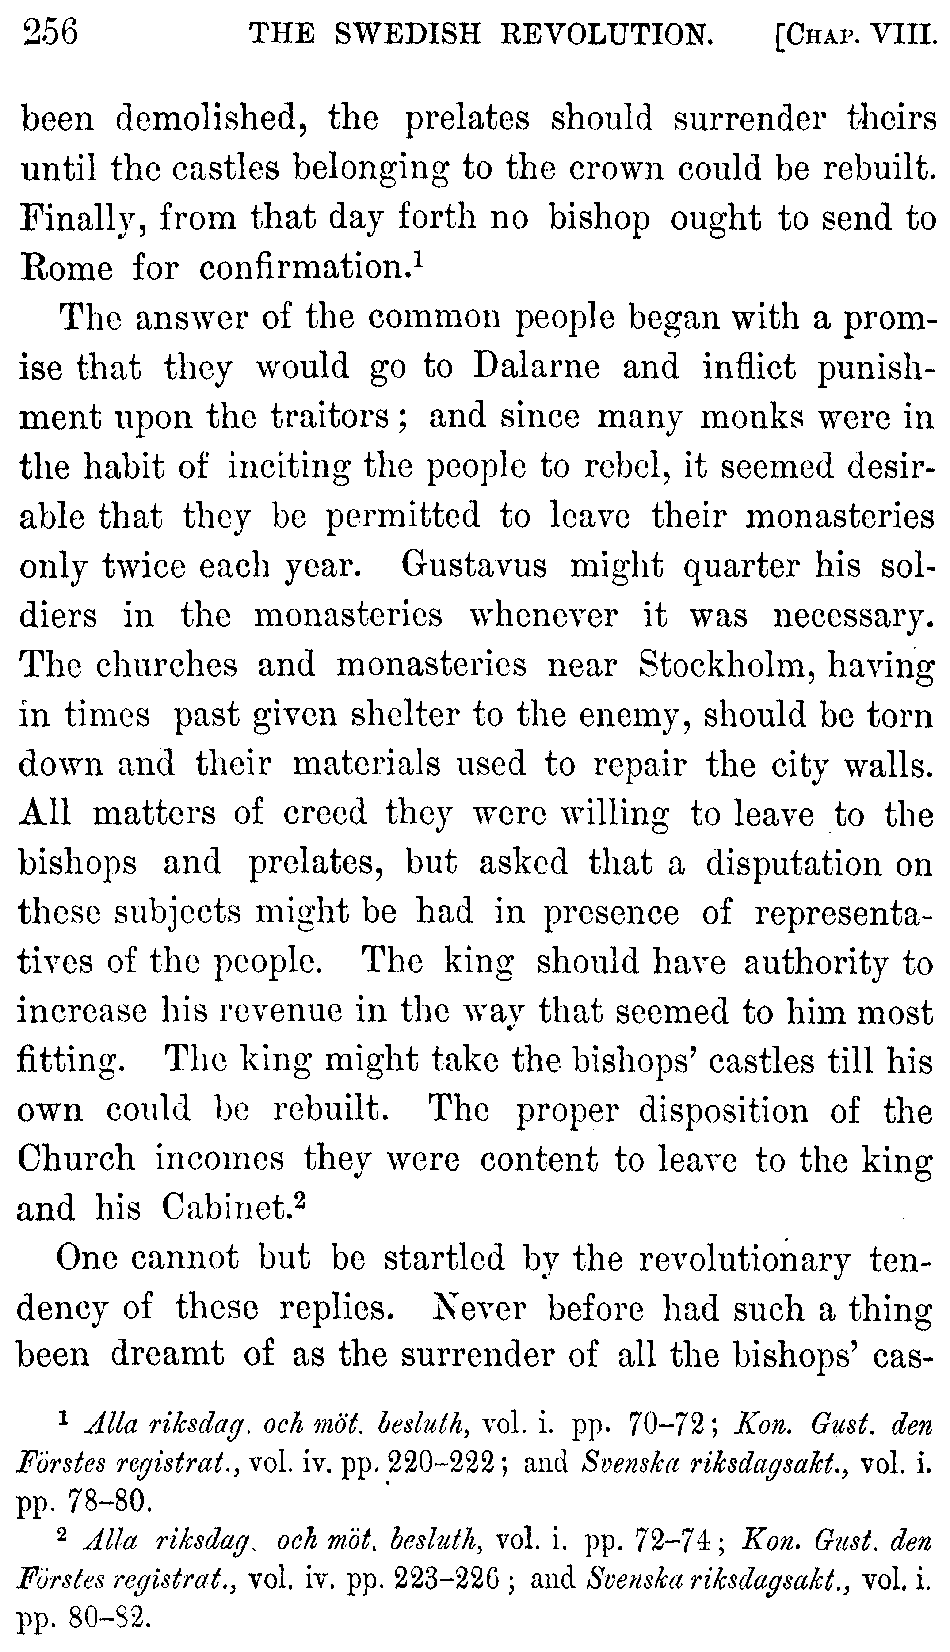 256 THE SWEDISH REVOLUTION. [CHAP. VIII.
been demolished, the prelates should surrender theirs
until the castles belonging to the crown could be rebuilt.
Finally, from that day forth no bishop ought to send to
Rome for confirmation.¹
The answer of the common people began with a prom-
ise that they would go to Dalarne and inflict punish-
ment upon the traitors; and since many monks were in
the habit of inciting the people to rebel, it seemed desir-
able that they be permitted to leave their monasteries
only twice each year. Gustavus might quarter his sol-
diers in the monasteries whenever it was necessary.
The churches and monasteries near Stockholm, having
in times past given shelter to the enemy, should be torn
down and their materials used to repair the city walls.
All matters of creed they were willing to leave to the
bishops and prelates, but asked that a disputation on
these subjects might be had in presence of representa-
tives of the people. The king should have authority to
increase his revenue in the way that seemed to him most
fitting. The king might take the bishops' castles till his
own could be rebuilt. The proper disposition of the
Church incomes they were content to leave to the king
and his Cabinet.²
One cannot but be startled by the revolutionary ten-
dency of these replies. Never before had such a thing
been dreamt of as the surrender of all the bishops' cas-
¹ Alla riksdag. och möt. besluth, vol. i. pp. 70–72; Kon. Gust. den
Förstes registrat., vol. iv. pp. 220–222; and Svenska riksdagsakt., vol. i.
pp. 78–80.
² Alla riksdag. och möt. besluth, vol. i. pp. 72–74; Kon. Gust. den
Förstes registrat., vol. iv. pp. 223–226; and Svenska riksdagsakt., vol. i.
pp. 80–82.